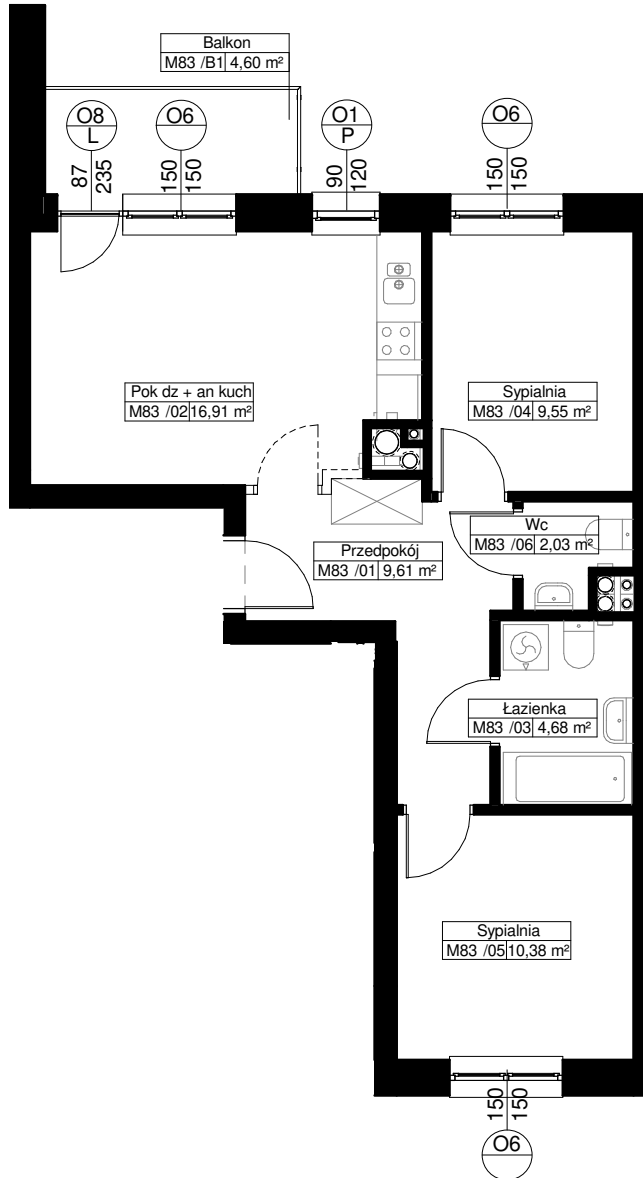 Balkon
M83 /B1 4,60 m²
O8
L
O6
O1
P
O6
87
235
150
150
90
120
150
150
Pok dz + an kuch
M83 /02 16,91 m²
Sypialnia
M83 /04 9,55 m²
Wc
M83 /06 2,03 m²
Przedpokój
M83 /01 9,61 m²
Łazienka
M83 /03 4,68 m²
Sypialnia
M83 /05 10,38 m²
150
150
O6